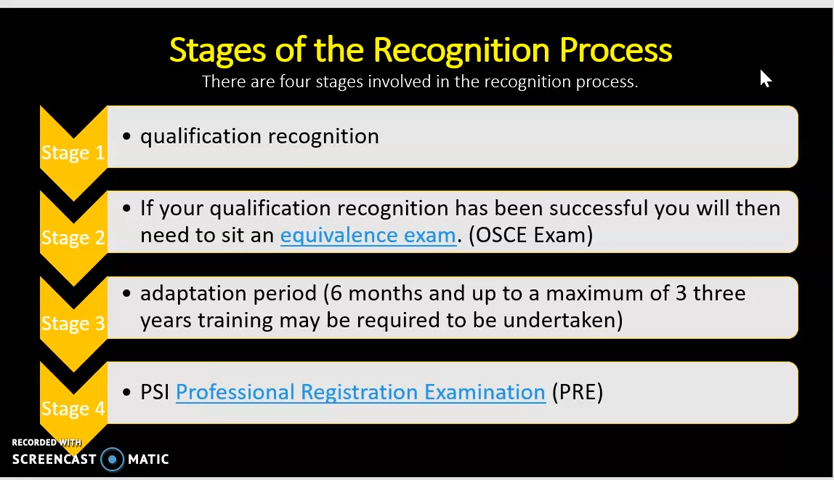 Stages of the Recognition Process
There are four stages involved in the recognition process.
Stage 1
• qualification recognition
Stage 2
• If your qualification recognition has been successful you will then
need to sit an equivalence exam. (OSCE Exam)
Stage 3
• adaptation period (6 months and up to a maximum of 3 three
years training may be required to be undertaken)
Stage 4
• PSI Professional Registration Examination (PRE)
RECORDED WITH
SCREENCAST MATIC